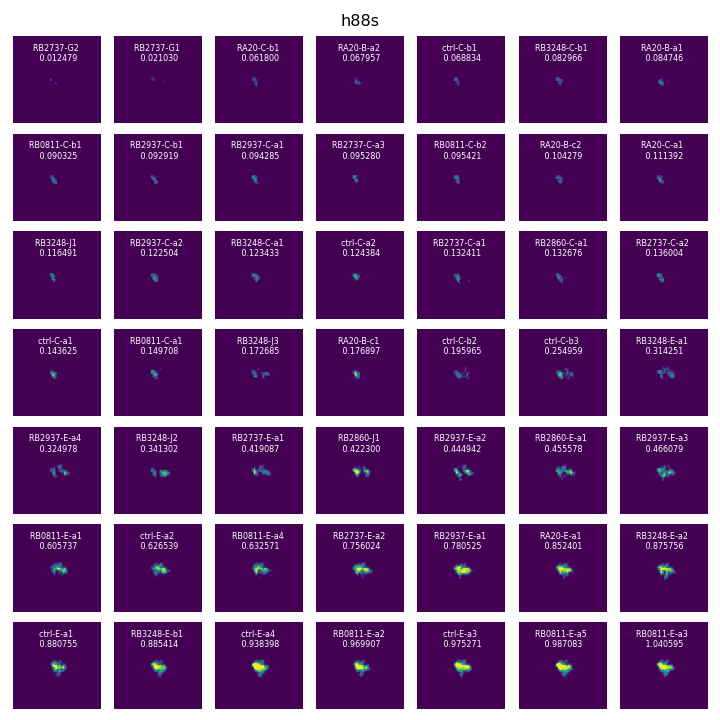 h88s
RB2737-G2
0.012479
RB2737-G1
0.021030
RA20-C-b1
0.061800
RA20-B-a2
0.067957
ctrl-C-b1
0.068834
RB3248-C-b1
0.082966
RA20-B-a1
0.084746
RB0811-C-b1
0.090325
RB2937-C-b1
0.092919
RB2937-C-a1
0.094285
RB2737-C-a3
0.095280
RB0811-C-b2
0.095421
RA20-B-c2
0.104279
RA20-C-a1
0.111392
RB3248-J1
0.116491
RB2937-C-a2
0.122504
RB3248-C-a1
0.123433
ctrl-C-a2
0.124384
RB2737-C-a1
0.132411
RB2860-C-a1
0.132676
RB2737-C-a2
0.136004
ctrl-C-a1
0.143625
RB0811-C-a1
0.149708
RB3248-J3
0.172685
RA20-B-c1
0.176897
ctrl-C-b2
0.195965
ctrl-C-b3
0.254959
RB3248-E-a1
0.314251
RB2937-E-a4
0.324978
RB3248-J2
0.341302
RB2737-E-a1
0.419087
RB2860-J1
0.422300
RB2937-E-a2
0.444942
RB2860-E-a1
0.455578
RB2937-E-a3
0.466079
RB0811-E-a1
0.605737
ctrl-E-a2
0.626539
RB0811-E-a4
0.632571
RB2737-E-a2
0.756024
RB2937-E-a1
0.780525
RA20-E-a1
0.852401
RB3248-E-a2
0.875756
ctrl-E-a1
0.880755
RB3248-E-b1
0.885414
ctrl-E-a4
0.938398
RB0811-E-a2
0.969907
ctrl-E-a3
0.975271
RB0811-E-a5
0.987083
RB0811-E-a3
1.040595